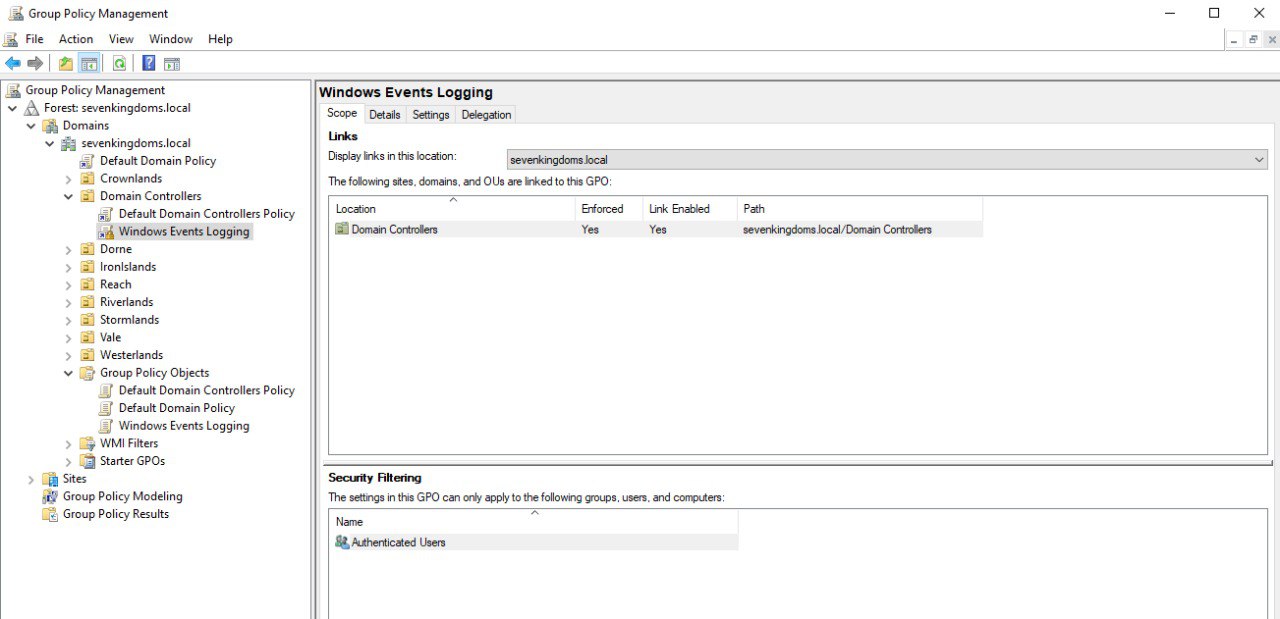 Group Policy Management
File Action View Window Help
Group Policy Management
Forest: sevenkingdoms.local
Domains
sevenkingdoms.local
Default Domain Policy
Crownlands
Domain Controllers
Default Domain Controllers Policy
Windows Events Logging
Dorne
IronIslands
Reach
Riverlands
Stormlands
Vale
Westerlands
Group Policy Objects
Default Domain Controllers Policy
Default Domain Policy
Windows Events Logging
WMI Filters
Starter GPOs
Sites
Group Policy Modeling
Group Policy Results
Windows Events Logging
Scope Details Settings Delegation
Links
Display links in this location: sevenkingdoms.local
The following sites, domains, and OUs are linked to this GPO:
Location Enforced Link Enabled Path
Domain Controllers Yes Yes sevenkingdoms.local/Domain Controllers
Security Filtering
The settings in this GPO can only apply to the following groups, users, and computers:
Name
Authenticated Users